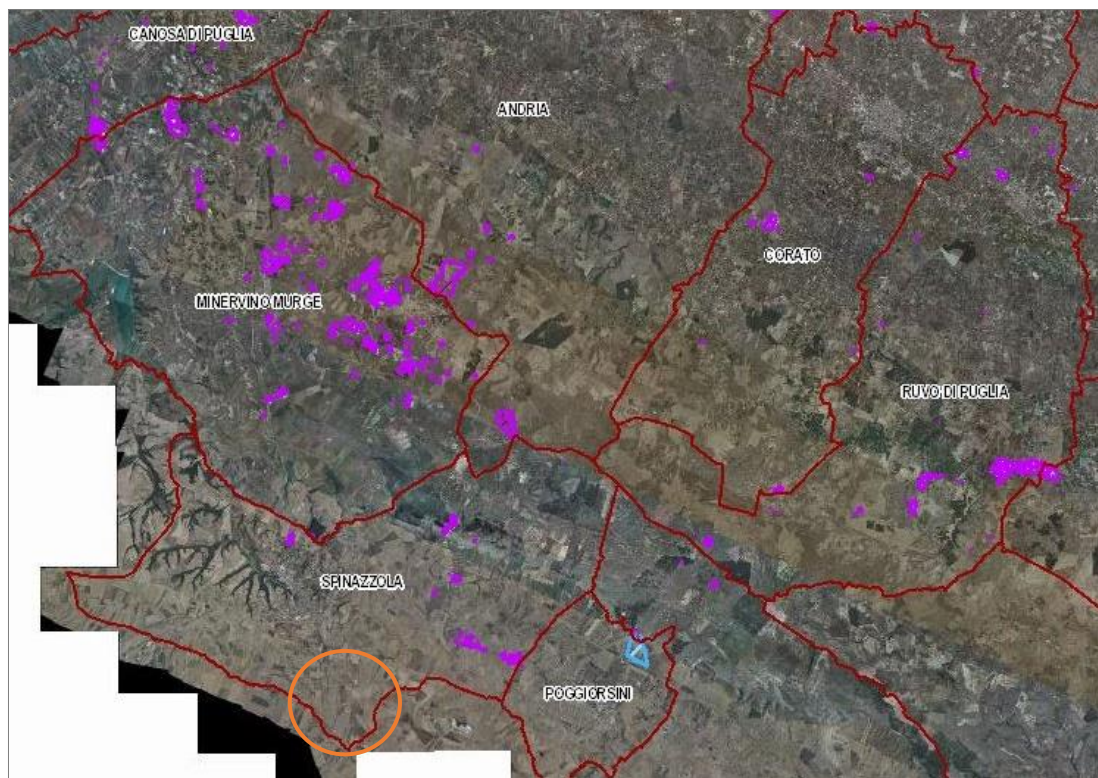 CANOSA DI PUGLIA
ANDRIA
CORATO
MINERVINO MURGE
RUVO DI PUGLIA
SPINAZZOLA
POGGIORSINI